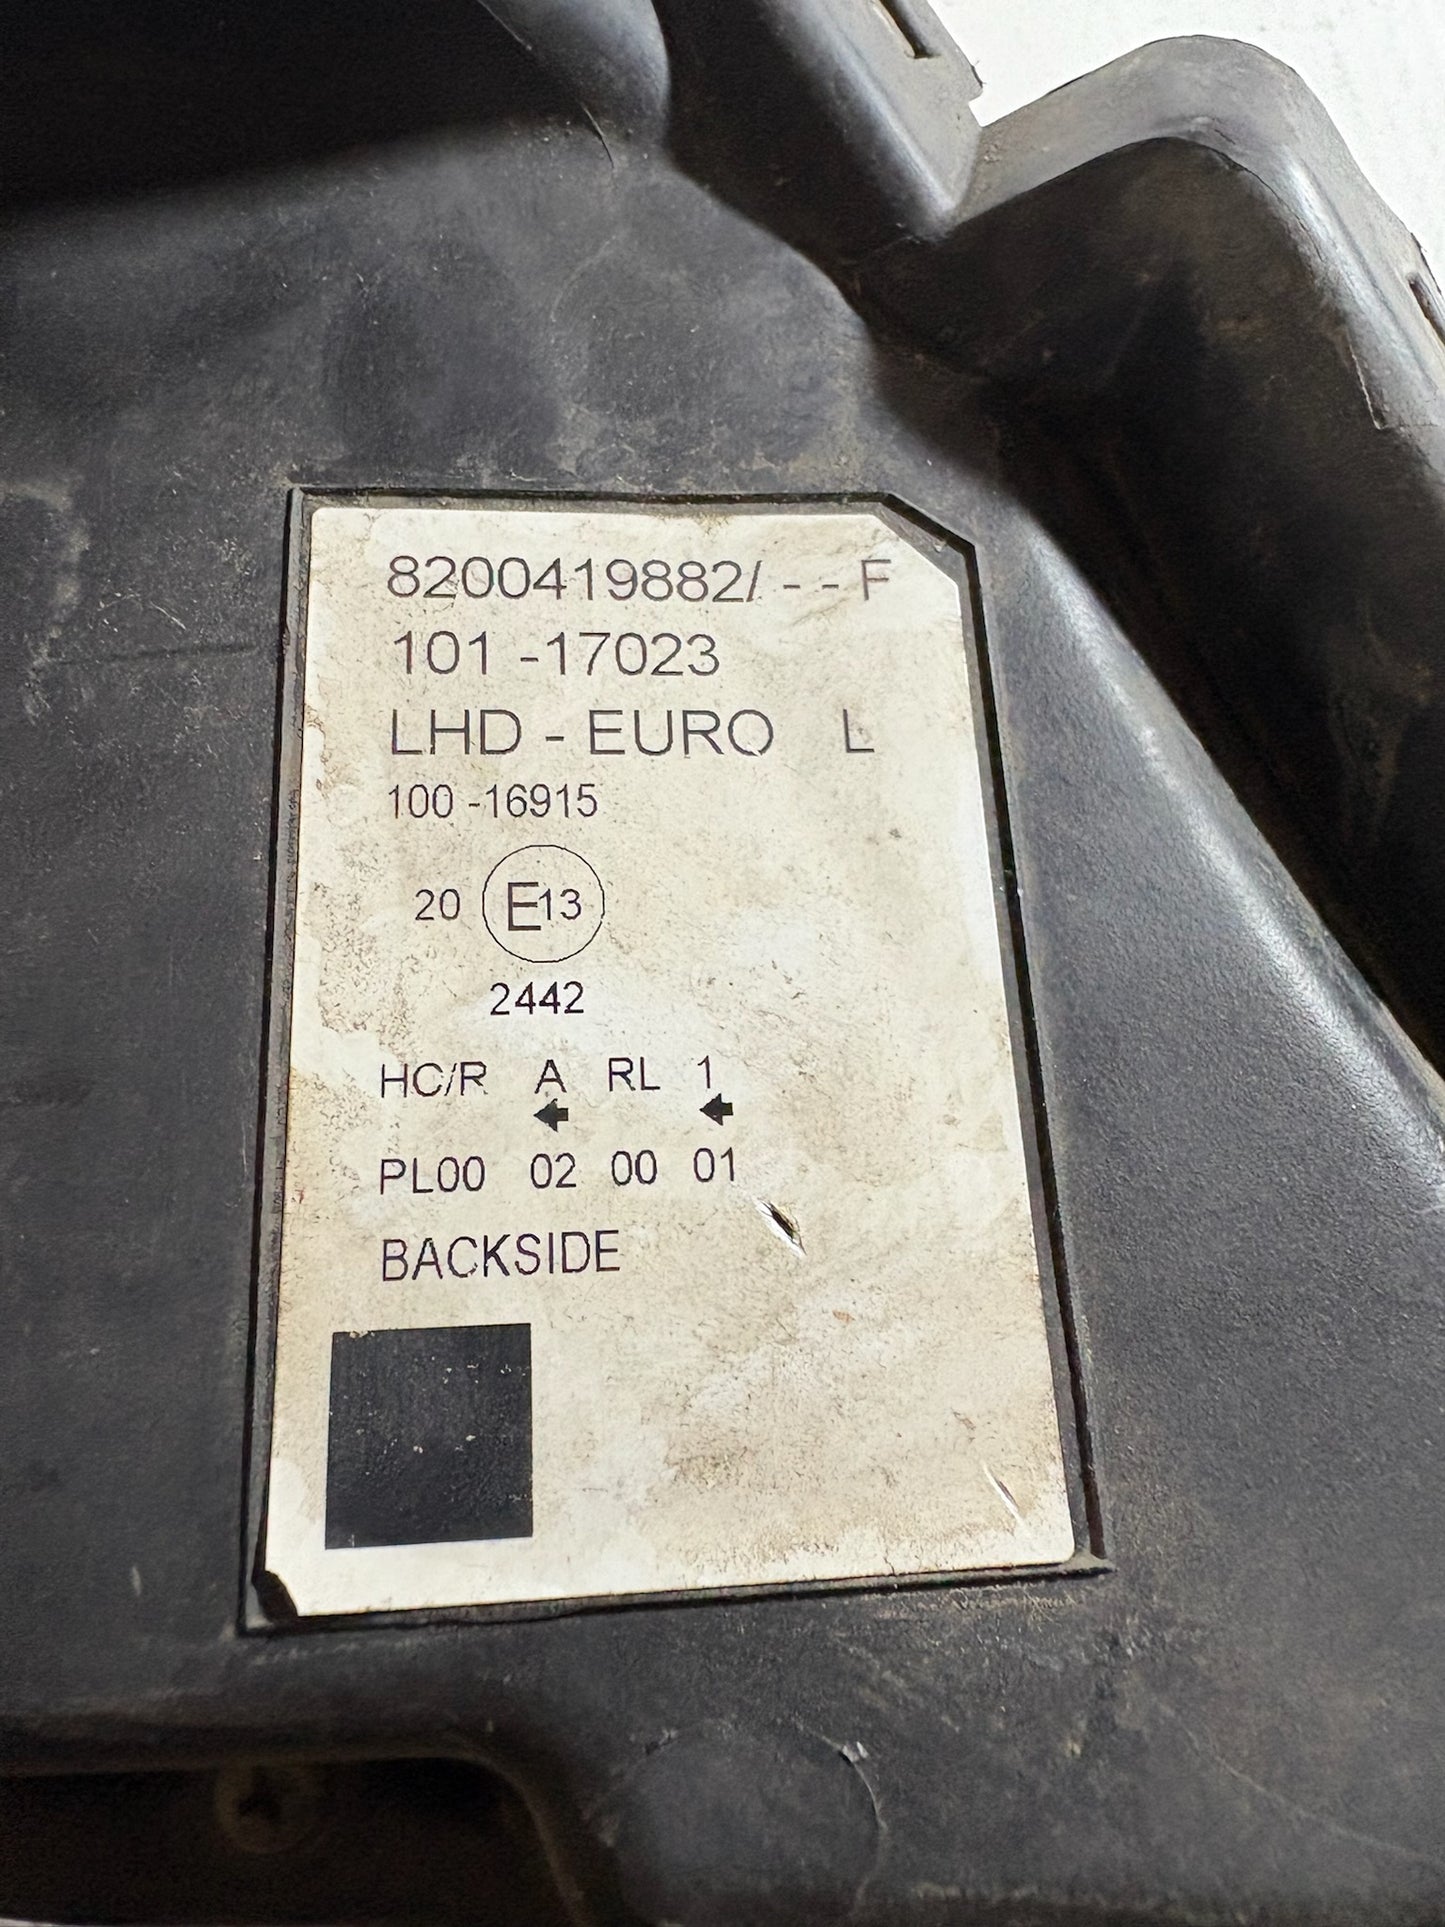 8200419882/ - - F
101 -17023
LHD - EURO L
100 -16915
20 E13
2442
HC/R A RL 1
PL00 02 00 01
BACKSIDE